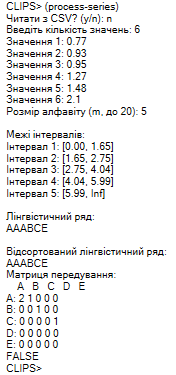 CLIPS> (process-series)
Читати з CSV? (y/n): n
Введіть кількість значень: 6
Значення 1: 0.77
Значення 2: 0.93
Значення 3: 0.95
Значення 4: 1.27
Значення 5: 1.48
Значення 6: 2.1
Розмір алфавіту (m, до 20): 5
Межі інтервалів:
Інтервал 1: [0.00, 1.65]
Інтервал 2: [1.65, 2.75]
Інтервал 3: [2.75, 4.04]
Інтервал 4: [4.04, 5.99]
Інтервал 5: [5.99, Inf]
Лінгвістичний ряд:
AAABCE
Відсортований лінгвістичний ряд:
AAABCE
Матриця передування:
A B C D E
A: 2 1 0 0 0
B: 0 0 1 0 0
C: 0 0 0 0 1
D: 0 0 0 0 0
E: 0 0 0 0 0
FALSE
CLIPS>